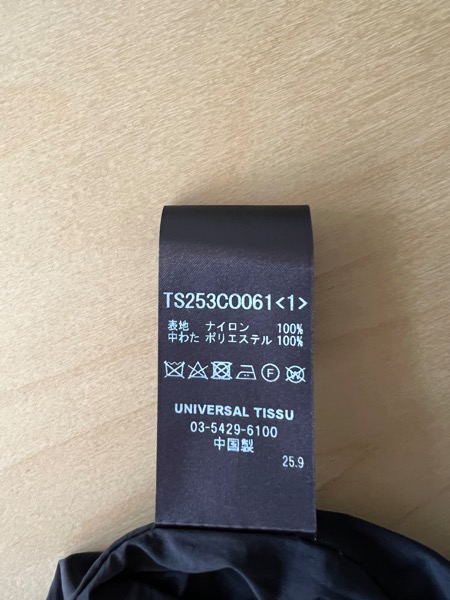 TS253CO061<1>
表地 ナイロン 100%
中わた ポリエステル 100%
UNIVERSAL TISSU
03-5429-6100
中国製
25.9